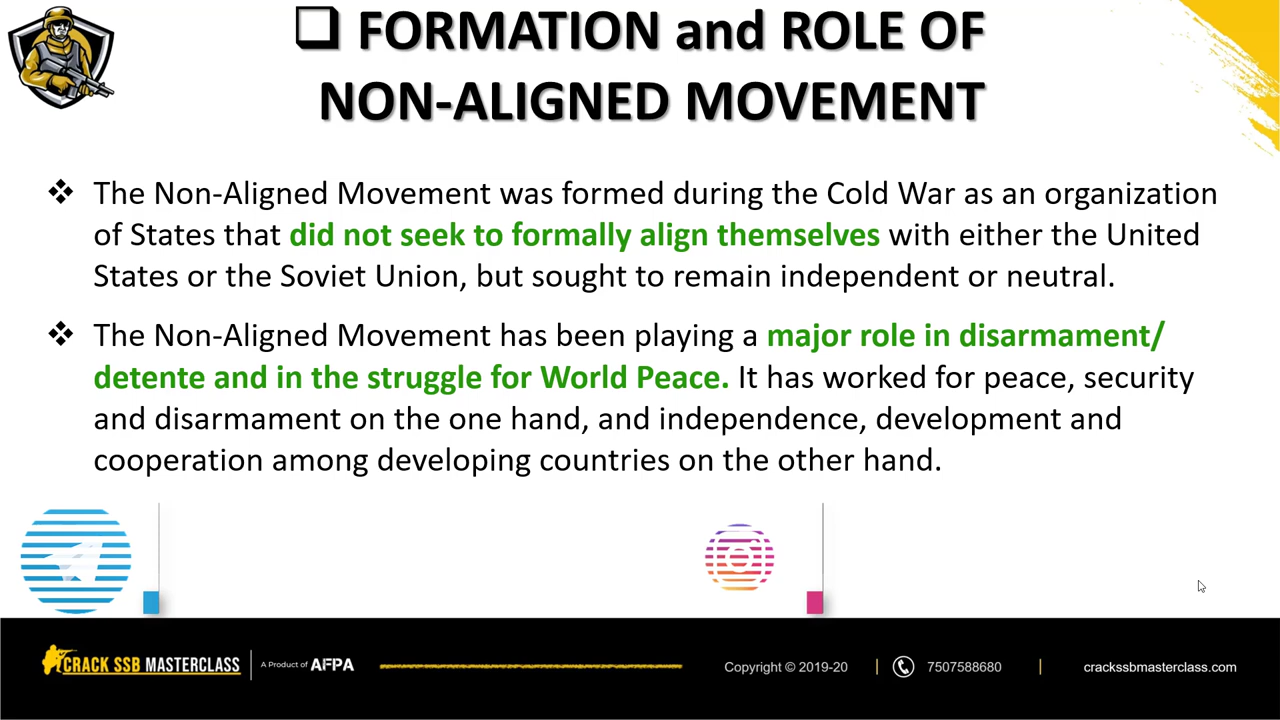 FORMATION and ROLE OF
NON-ALIGNED MOVEMENT
The Non-Aligned Movement was formed during the Cold War as an organization
of States that did not seek to formally align themselves with either the United
States or the Soviet Union, but sought to remain independent or neutral.
The Non-Aligned Movement has been playing a major role in disarmament/
detente and in the struggle for World Peace. It has worked for peace, security
and disarmament on the one hand, and independence, development and
cooperation among developing countries on the other hand.
CRACK SSB MASTERCLASS
A Product of AFPA
Copyright © 2019-20
7507588680
crackssbmasterclass.com